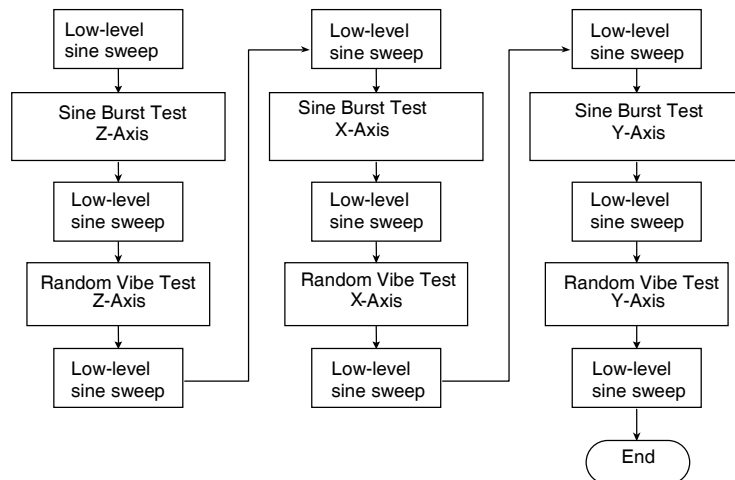 Low-level
sine sweep
Sine Burst Test
Z-Axis
Low-level
sine sweep
Random Vibe Test
Z-Axis
Low-level
sine sweep
Low-level
sine sweep
Sine Burst Test
X-Axis
Low-level
sine sweep
Random Vibe Test
X-Axis
Low-level
sine sweep
Low-level
sine sweep
Sine Burst Test
Y-Axis
Low-level
sine sweep
Random Vibe Test
Y-Axis
Low-level
sine sweep
End